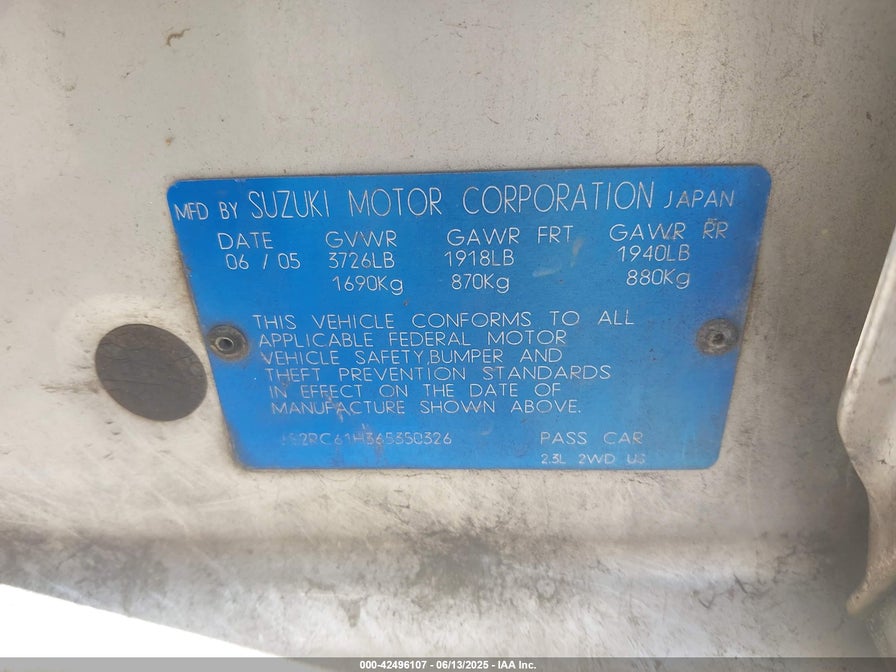 MFD BY SUZUKI MOTOR CORPORATION JAPAN
DATE GVWR GAWR FRT GAWR RR
06 / 05 3726LB 1918LB 1940LB
1690Kg 870Kg 880Kg
THIS VEHICLE CONFORMS TO ALL
APPLICABLE FEDERAL MOTOR
VEHICLE SAFETY,BUMPER AND
THEFT PREVENTION STANDARDS
IN EFFECT ON THE DATE OF
MANUFACTURE SHOWN ABOVE.
JS2RC61H365350326 PASS CAR
2.3L 2WD US
000-42496107 - 06/13/2025 - IAA Inc.